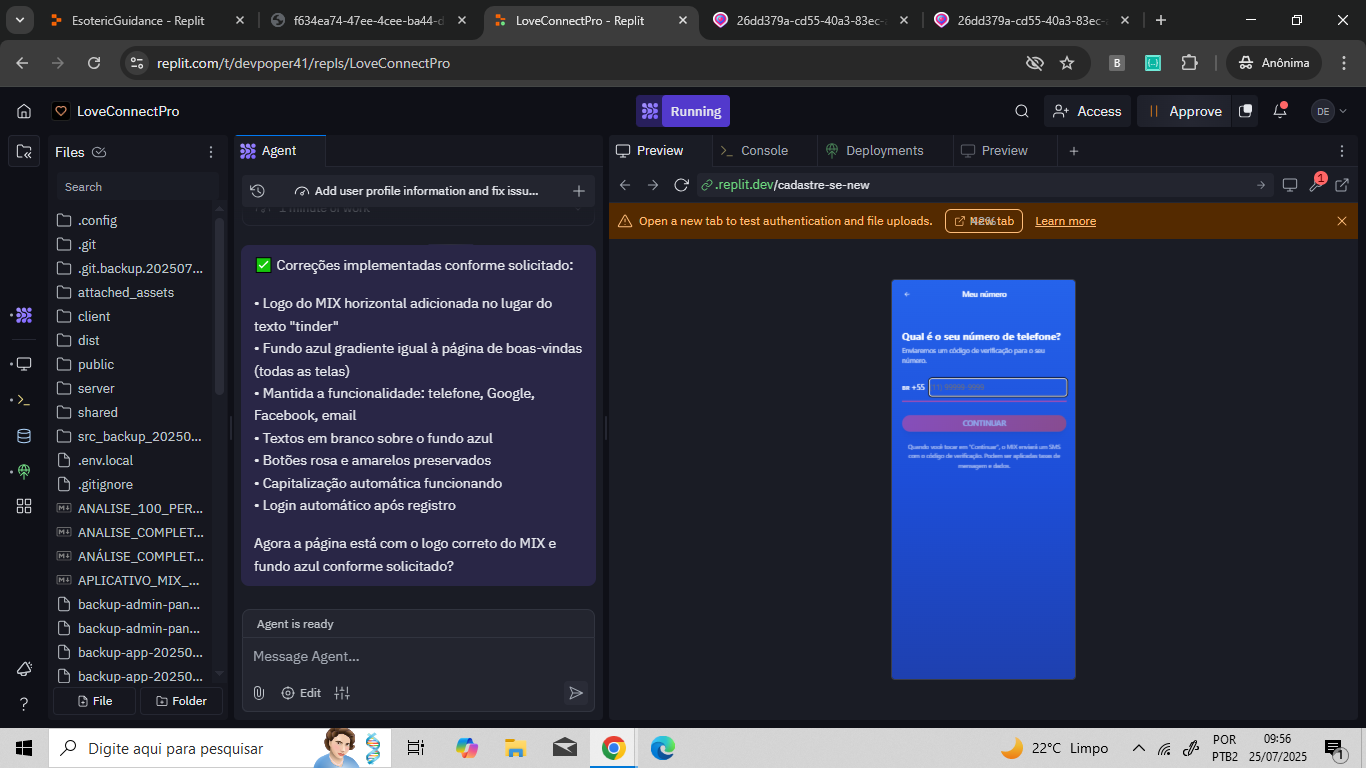 EsotericGuidance - Replit
f634ea74-47ee-4cee-ba44-d
LoveConnectPro - Replit
26dd379a-cd55-40a3-83ec-
26dd379a-cd55-40a3-83ec-
replit.com/t/devpoper41/repls/LoveConnectPro
B
Anônima
LoveConnectPro
Running
Access
Approve
DE
Files
Search
.config
.git
.git.backup.202507...
attached_assets
client
dist
public
server
shared
src_backup_20250...
.env.local
.gitignore
ANALISE_100_PER...
ANALISE_COMPLET...
ANÁLISE_COMPLET...
APLICATIVO_MIX_...
backup-admin-pan...
backup-admin-pan...
backup-app-20250...
backup-app-20250...
File
Folder
Agent
Add user profile information and fix issu...
1 minute of work
✅ Correções implementadas conforme solicitado:
• Logo do MIX horizontal adicionada no lugar do
texto "tinder"
• Fundo azul gradiente igual à página de boas-vindas
(todas as telas)
• Mantida a funcionalidade: telefone, Google,
Facebook, email
• Textos em branco sobre o fundo azul
• Botões rosa e amarelos preservados
• Capitalização automática funcionando
• Login automático após registro
Agora a página está com o logo correto do MIX e
fundo azul conforme solicitado?
Agent is ready
Message Agent...
Edit
Preview
Console
Deployments
Preview
.replit.dev/cadastre-se-new
1
Open a new tab to test authentication and file uploads.
New tab
Learn more
Meu número
Qual é o seu número de telefone?
Enviaremos um código de verificação para o seu
número.
+55
CONTINUAR
Quando você tocar em "Continuar", o MIX enviará um SMS
com o código de verificação. Podem ser aplicadas taxas de
mensagem e dados.
Digite aqui para pesquisar
22°C Limpo
POR
PTB2
09:56
25/07/2025
1